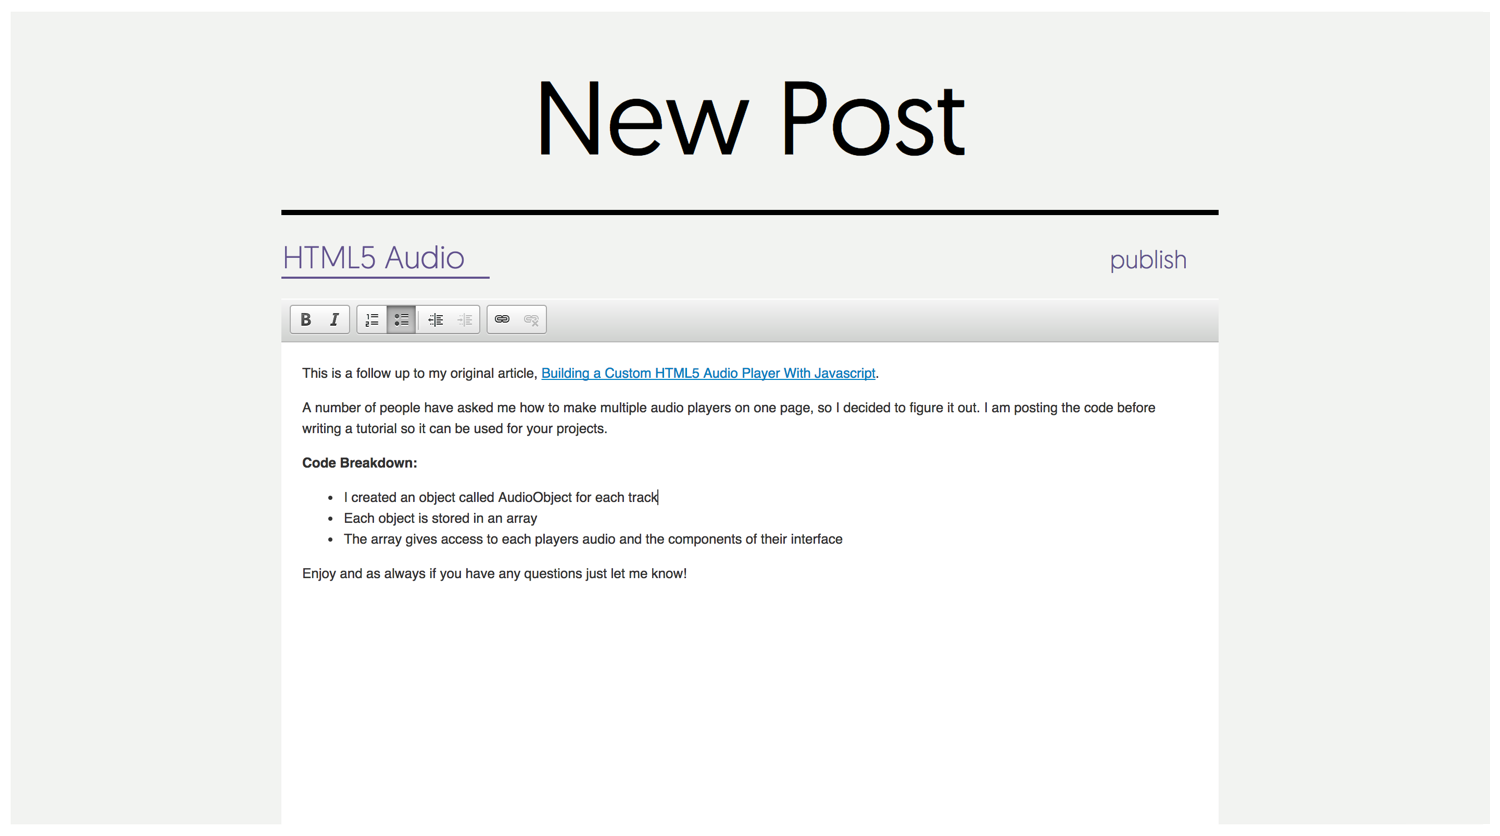 New Post
HTML5 Audio
publish
B I
This is a follow up to my original article, Building a Custom HTML5 Audio Player With Javascript.
A number of people have asked me how to make multiple audio players on one page, so I decided to figure it out. I am posting the code before
writing a tutorial so it can be used for your projects.
Code Breakdown:
• I created an object called AudioObject for each track
• Each object is stored in an array
• The array gives access to each players audio and the components of their interface
Enjoy and as always if you have any questions just let me know!